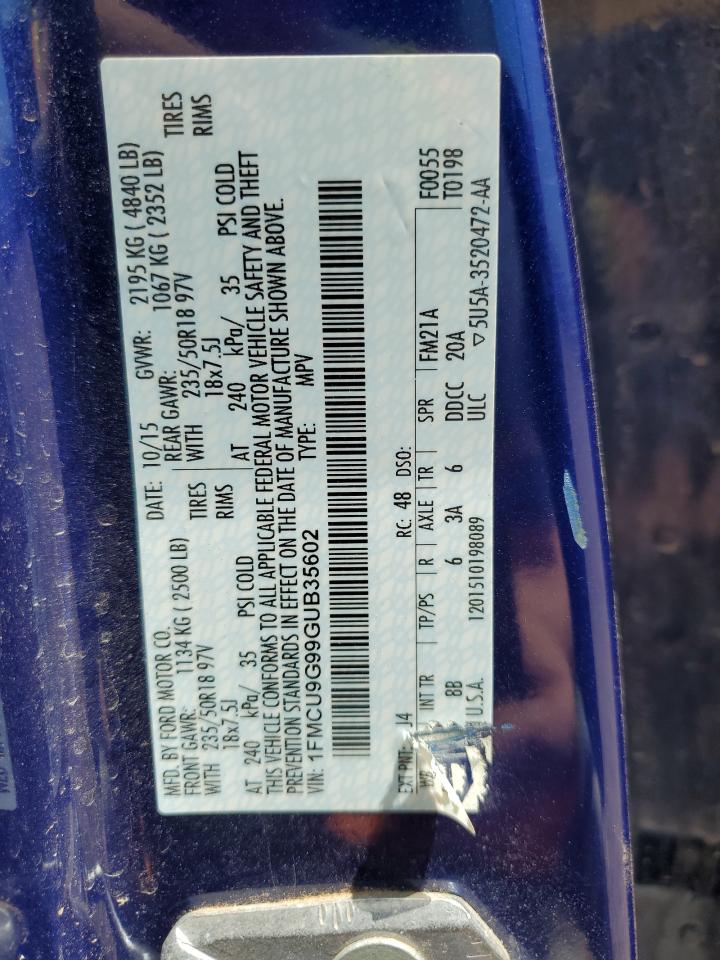 MFD. BY FORD MOTOR CO. DATE: 10/15 GVWR: 2195 KG ( 4840 LB)
FRONT GAWR: 1134 KG ( 2500 LB) REAR GAWR: 1067 KG ( 2352 LB)
WITH 235/50R18 97V TIRES WITH 235/50R18 97V TIRES
18x7.5J RIMS 18x7.5J RIMS
AT 240 kPa/ 35 PSI COLD AT 240 kPa/ 35 PSI COLD
THIS VEHICLE CONFORMS TO ALL APPLICABLE FEDERAL MOTOR VEHICLE SAFETY AND THEFT
PREVENTION STANDARDS IN EFFECT ON THE DATE OF MANUFACTURE SHOWN ABOVE.
VIN: 1FMCU9G99GUB35602 TYPE: MPV
EXT PNT: RC: 48 DSO: F0055
INT TR TP/PS R AXLE TR SPR FM21A T0198
8B 6 3A 6 DDCC 20A
U.S.A. 1201510198089 ULC ▽5U5A-3520472-AA